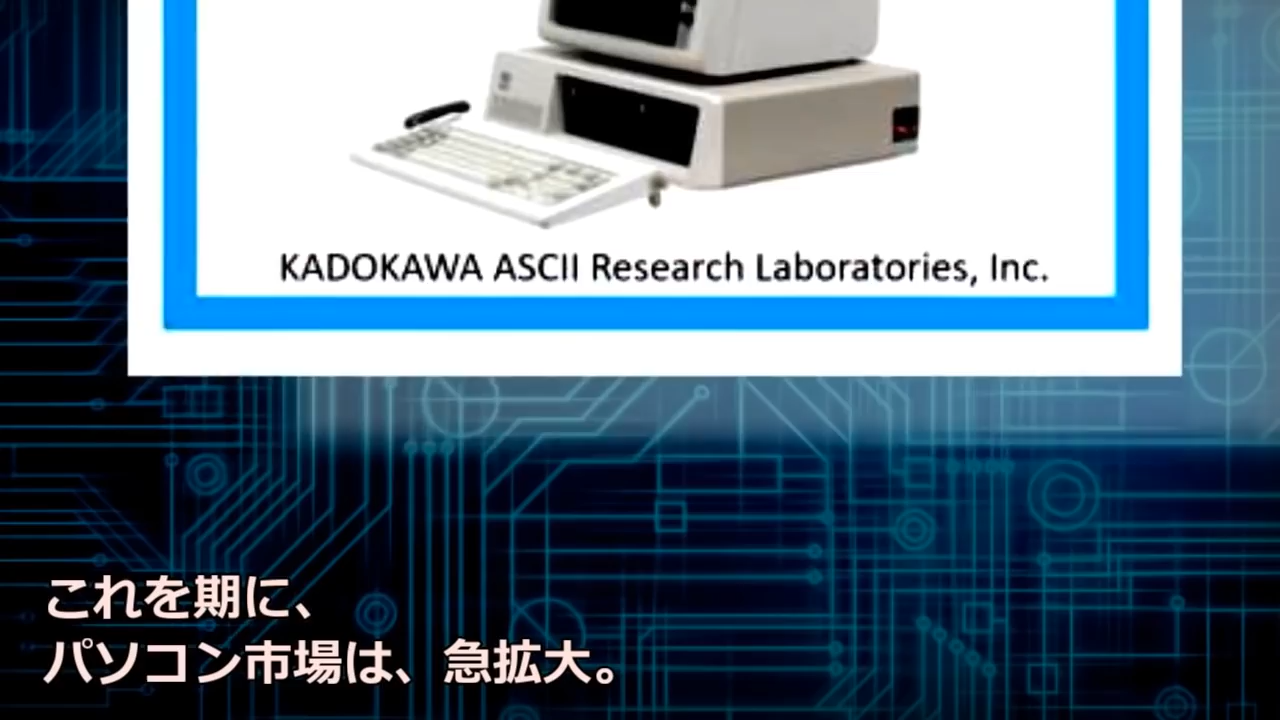 KADOKAWA ASCII Research Laboratories, Inc.
これを期に、
パソコン市場は、急拡大。